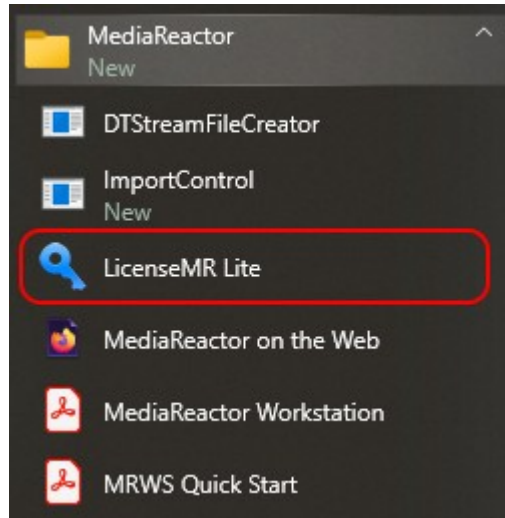 MediaReactor
New
DTStreamFileCreator
ImportControl
New
LicenseMR Lite
MediaReactor on the Web
MediaReactor Workstation
MRWS Quick Start